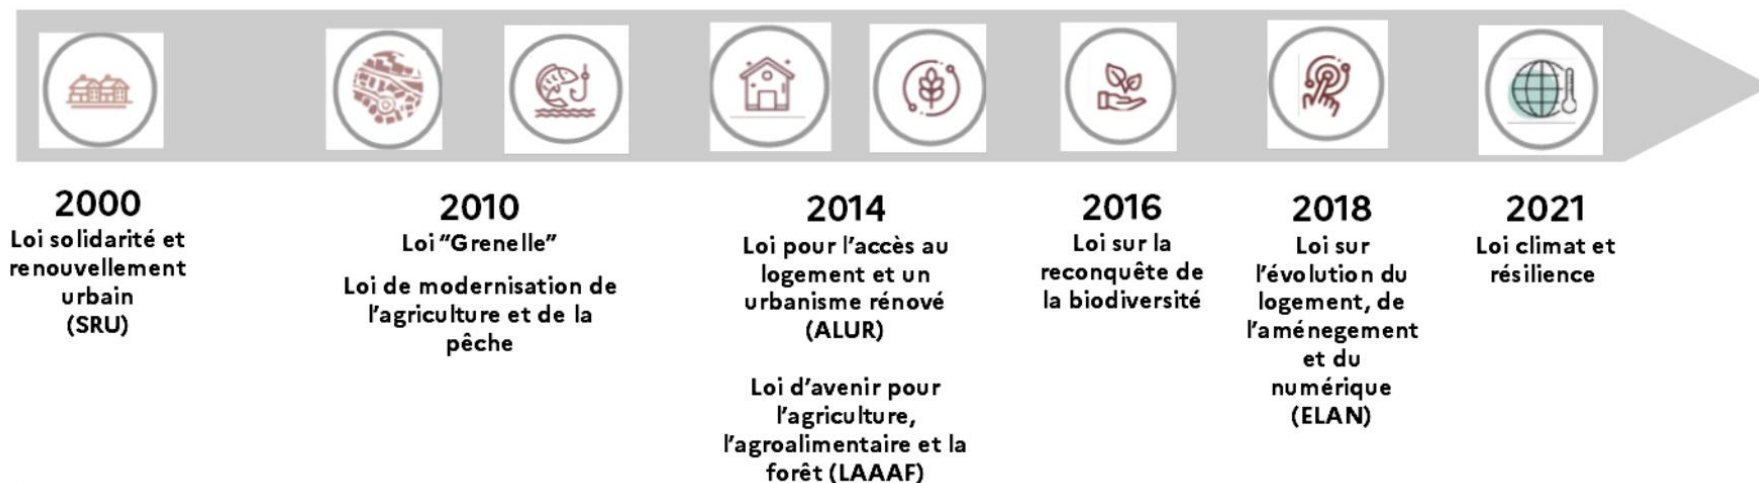 2000
Loi solidarité et
renouvellement
urbain
(SRU)
2010
Loi "Grenelle"
Loi de modernisation de
l'agriculture et de la
pêche
2014
Loi pour l'accès au
logement et un
urbanisme rénové
(ALUR)
Loi d'avenir pour
l'agriculture,
l'agroalimentaire et la
forêt (LAAAF)
2016
Loi sur la
reconquête de
la biodiversité
2018
Loi sur
l'évolution du
logement, de
l'aménegement
et du
numérique
(ELAN)
2021
Loi climat et
résilience